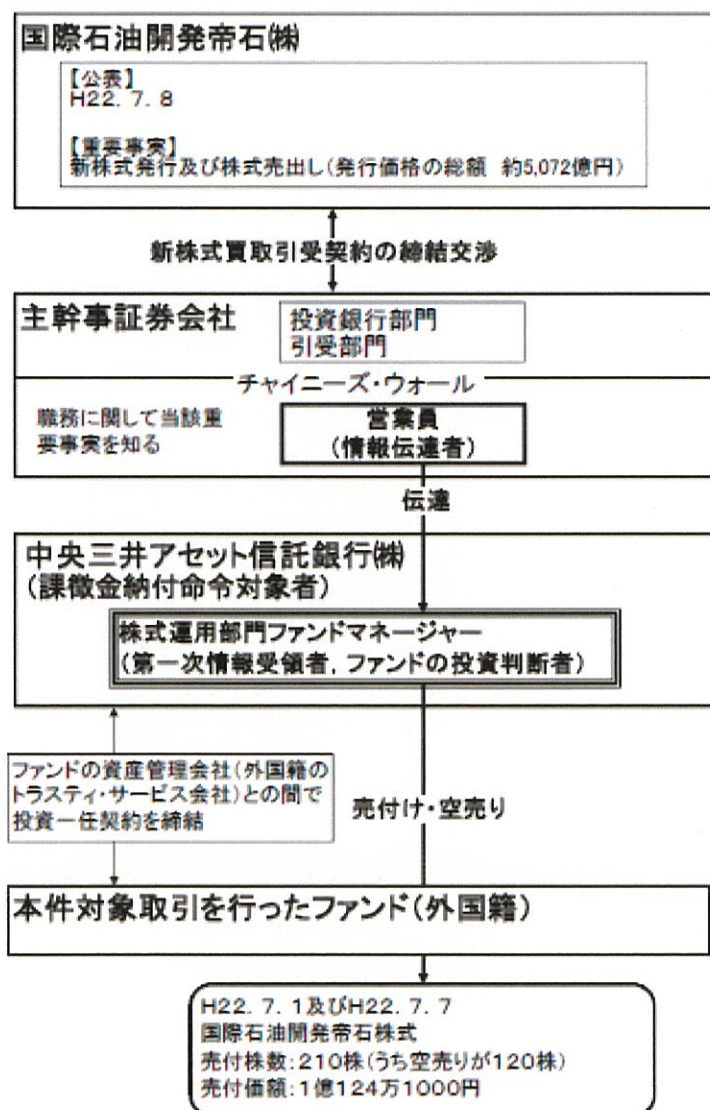 国際石油開発帝石㈱
【公表】
H22．7．8
【重要事実】
新株式発行及び株式売出し（発行価格の総額　約5,072億円）
新株式買取引受契約の締結交渉
主幹事証券会社
投資銀行部門
引受部門
チャイニーズ・ウォール
職務に関して当該重
要事実を知る
営業員
（情報伝達者）
伝達
中央三井アセット信託銀行㈱
（課徴金納付命令対象者）
株式運用部門ファンドマネージャー
（第一次情報受領者，ファンドの投資判断者）
ファンドの資産管理会社（外国籍の
トラスティ・サービス会社）との間で
投資一任契約を締結
売付け・空売り
本件対象取引を行ったファンド（外国籍）
H22．7．1及びH22．7．7
国際石油開発帝石株式
売付株数：210株（うち空売りが120株）
売付価額：1億124万1000円